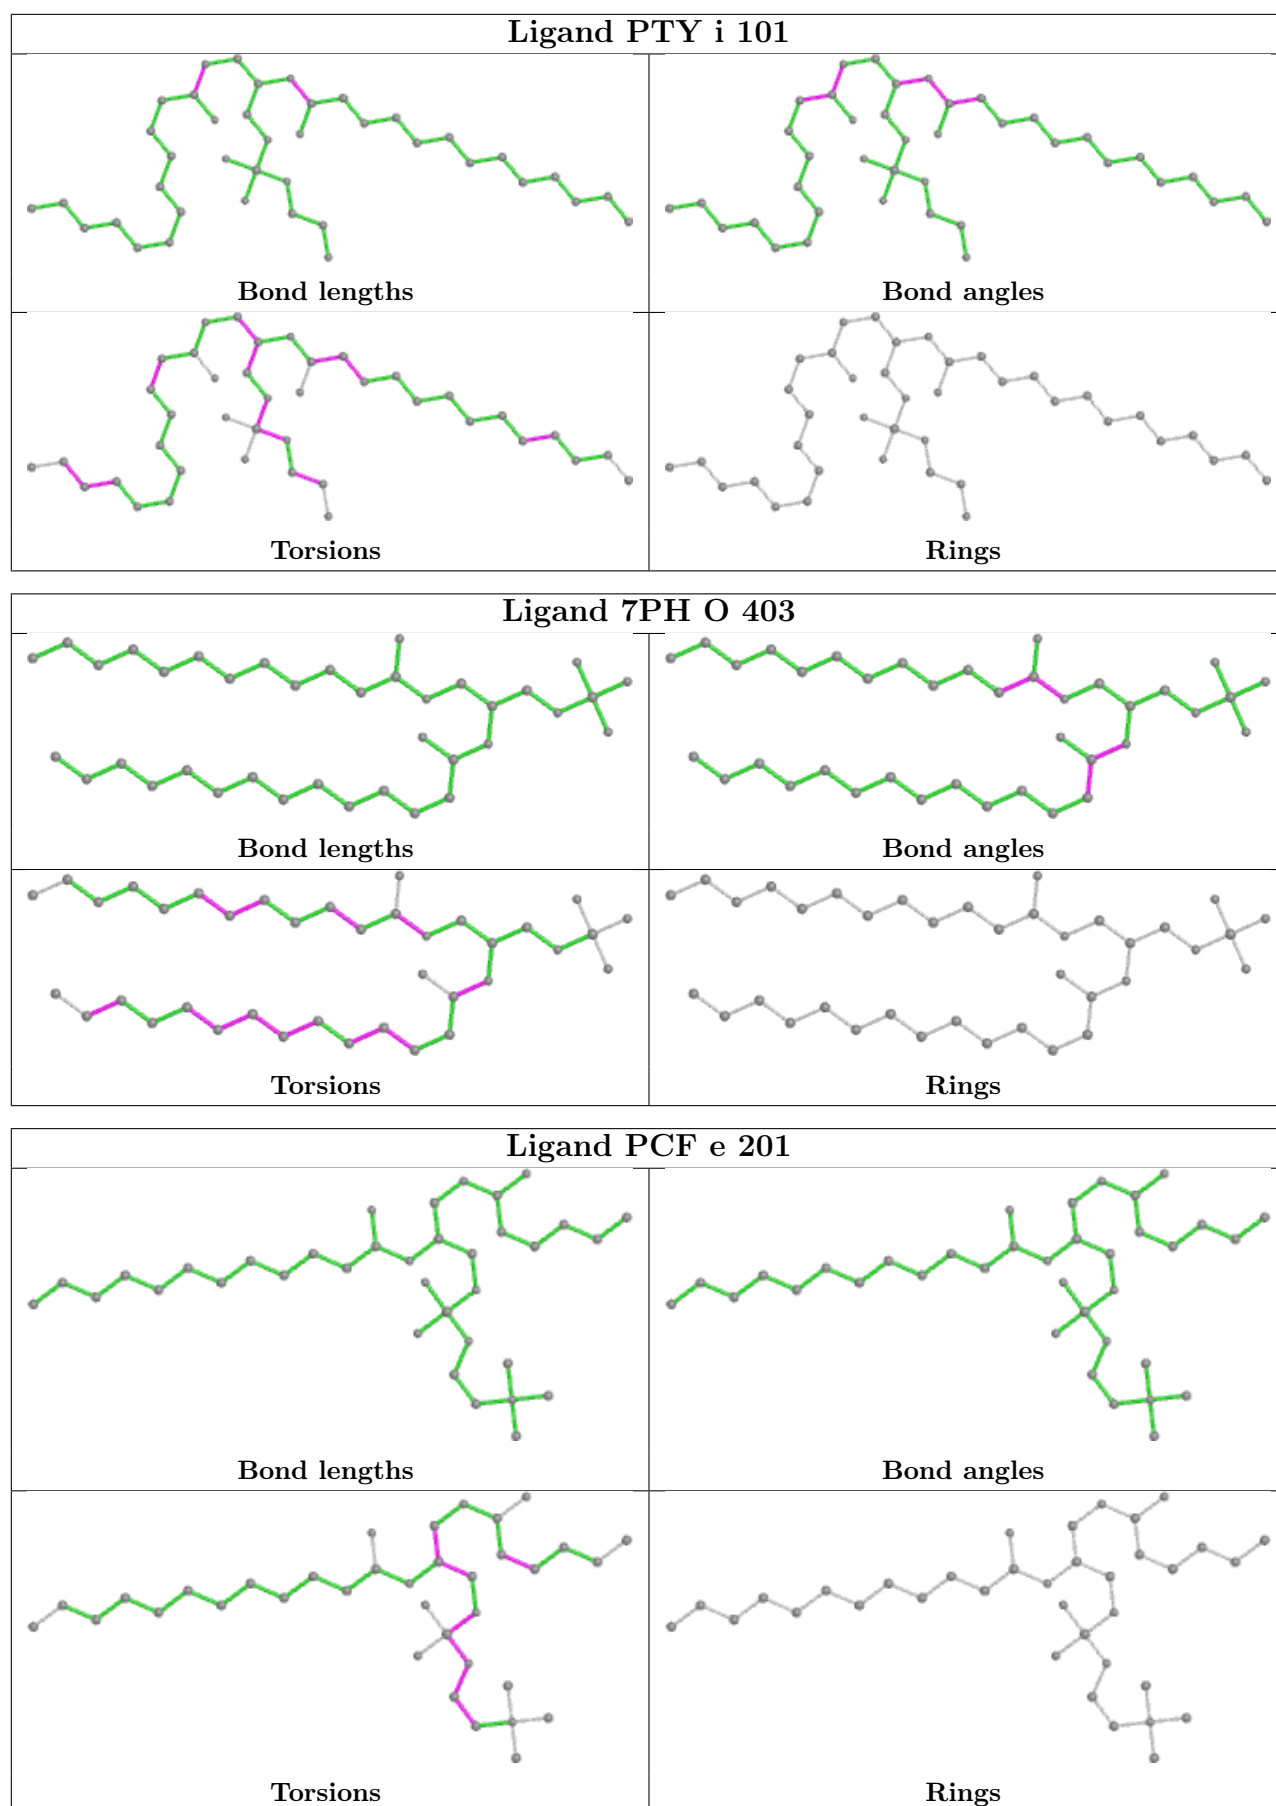 Ligand PTY i 101
Bond lengths
Bond angles
Torsions
Rings
Ligand 7PH O 403
Bond lengths
Bond angles
Torsions
Rings
Ligand PCF e 201
Bond lengths
Bond angles
Torsions
Rings